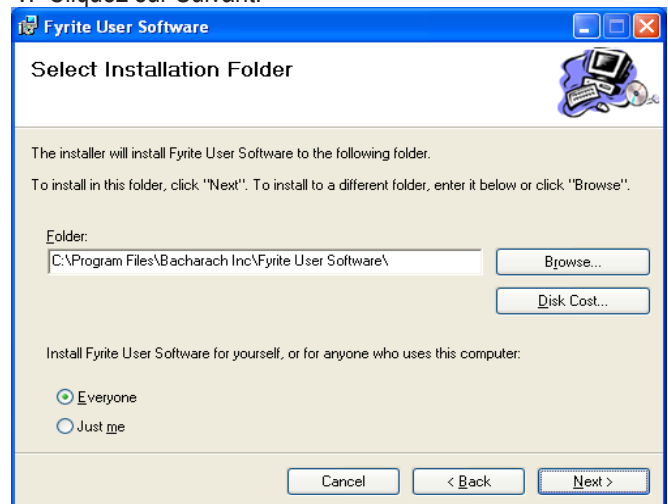 Cliquez sur Suivant.
Fyrite User Software
Select Installation Folder
The installer will install Fyrite User Software to the following folder.
To install in this folder, click "Next". To install to a different folder, enter it below or click "Browse".
Folder:
C:\Program Files\Bacharach Inc\Fyrite User Software\
Browse...
Disk Cost...
Install Fyrite User Software for yourself, or for anyone who uses this computer:
Everyone
Just me
Cancel
< Back
Next >